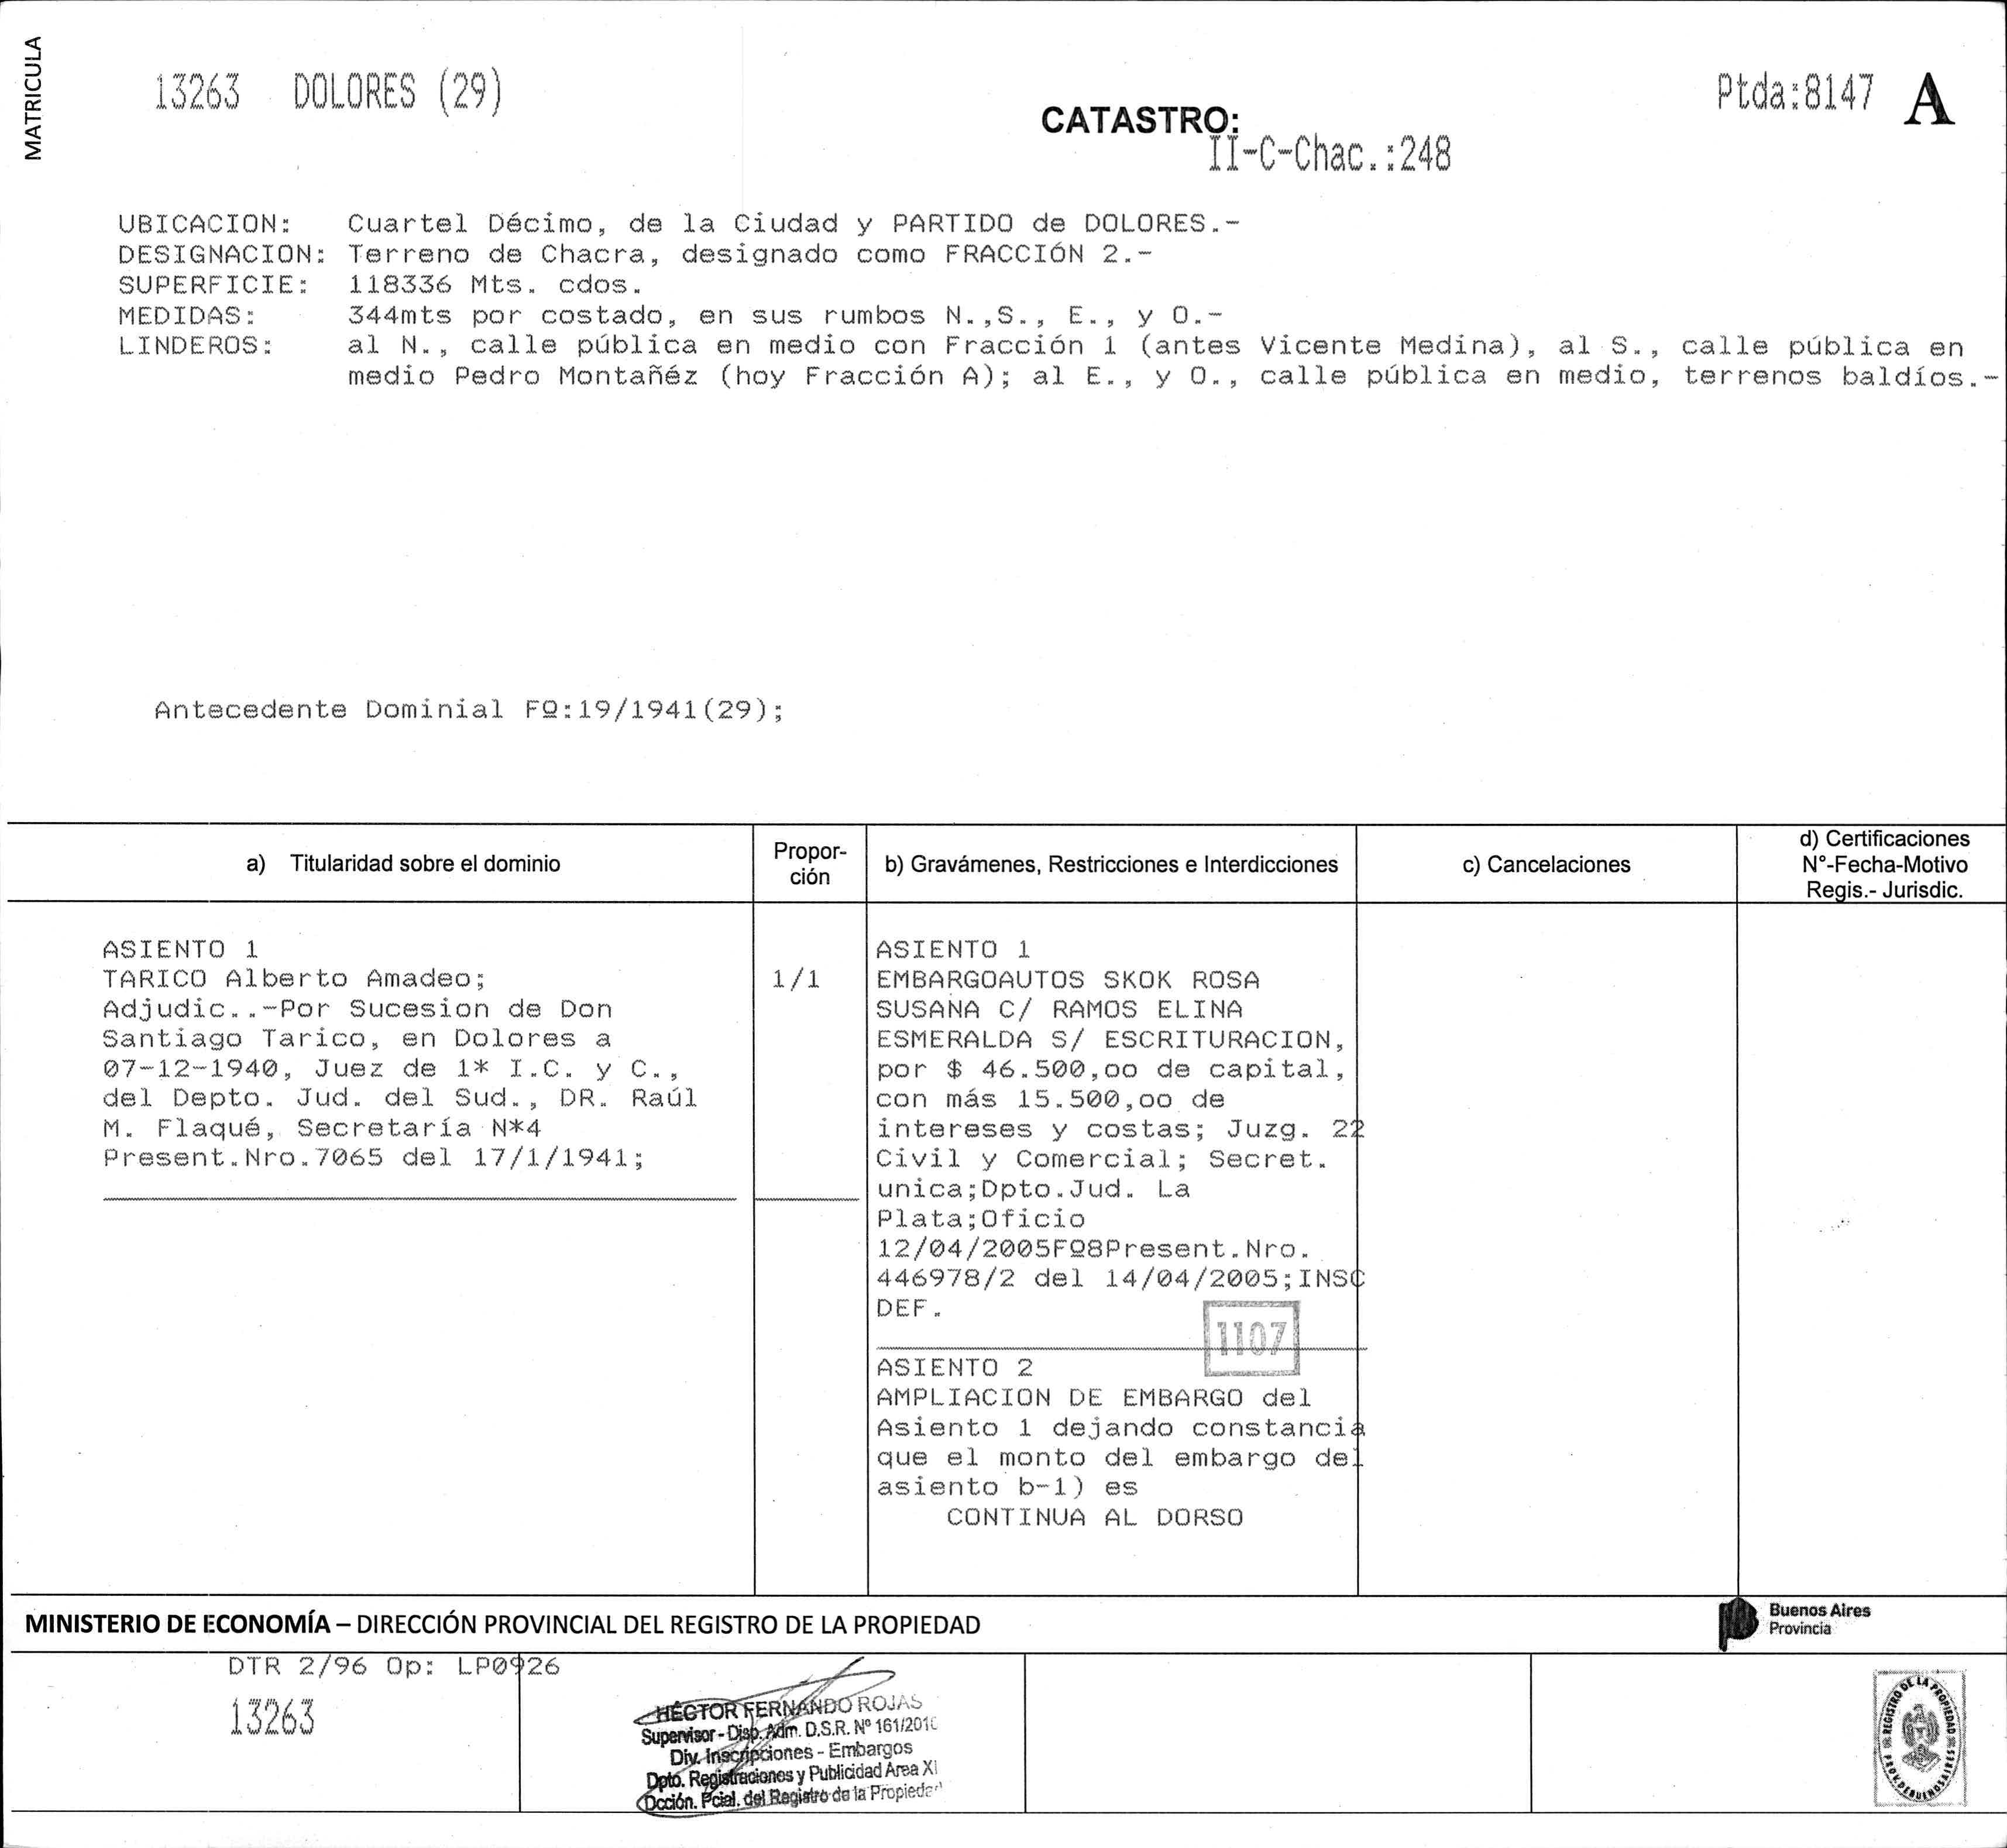 MATRICULA
13263 DOLORES (29)
Ptda:8147 A
CATASTRO:
II-C-Chac.:248
UBICACION: Cuartel Décimo, de la Ciudad y PARTIDO de DOLORES.-
DESIGNACION: Terreno de Chacra, designado como FRACCIÓN 2.-
SUPERFICIE: 118336 Mts. cdos.
MEDIDAS: 344mts por costado, en sus rumbos N.,S., E., y O.-
LINDEROS: al N., calle pública en medio con Fracción 1 (antes Vicente Medina), al S., calle pública en
medio Pedro Montañéz (hoy Fracción A); al E., y O., calle pública en medio, terrenos baldíos.-
Antecedente Dominial Fº:19/1941(29);
a) Titularidad sobre el dominio
Propor-
ción
b) Gravámenes, Restricciones e Interdicciones
c) Cancelaciones
d) Certificaciones
N°-Fecha-Motivo
Regis.- Jurisdic.
ASIENTO 1
TARICO Alberto Amadeo;
Adjudic..-Por Sucesion de Don
Santiago Tarico, en Dolores a
07-12-1940, Juez de 1* I.C. y C.,
del Depto. Jud. del Sud., DR. Raúl
M. Flaqué, Secretaría N*4
Present.Nro.7065 del 17/1/1941;
1/1
ASIENTO 1
EMBARGOAUTOS SKOK ROSA
SUSANA C/ RAMOS ELINA
ESMERALDA S/ ESCRITURACION,
por $ 46.500,oo de capital,
con más 15.500,oo de
intereses y costas; Juzg. 22
Civil y Comercial; Secret.
unica;Dpto.Jud. La
Plata;Oficio
12/04/2005Fº8Present.Nro.
446978/2 del 14/04/2005;INSC
DEF.
1107
ASIENTO 2
AMPLIACION DE EMBARGO del
Asiento 1 dejando constancia
que el monto del embargo del
asiento b-1) es
CONTINUA AL DORSO
MINISTERIO DE ECONOMÍA – DIRECCIÓN PROVINCIAL DEL REGISTRO DE LA PROPIEDAD
Buenos Aires
Provincia
DTR 2/96 Op: LP0926
13263
HÉCTOR FERNANDO ROJAS
Supervisor - Disp. Adm. D.S.R. Nº 161/2010
Div. Inscripciones - Embargos
Dpto. Registraciones y Publicidad Area XI
Dcción. Pcial. del Registro de la Propiedad
REGISTRO DE LA PROPIEDAD
PROV. DE BUENOS AIRES